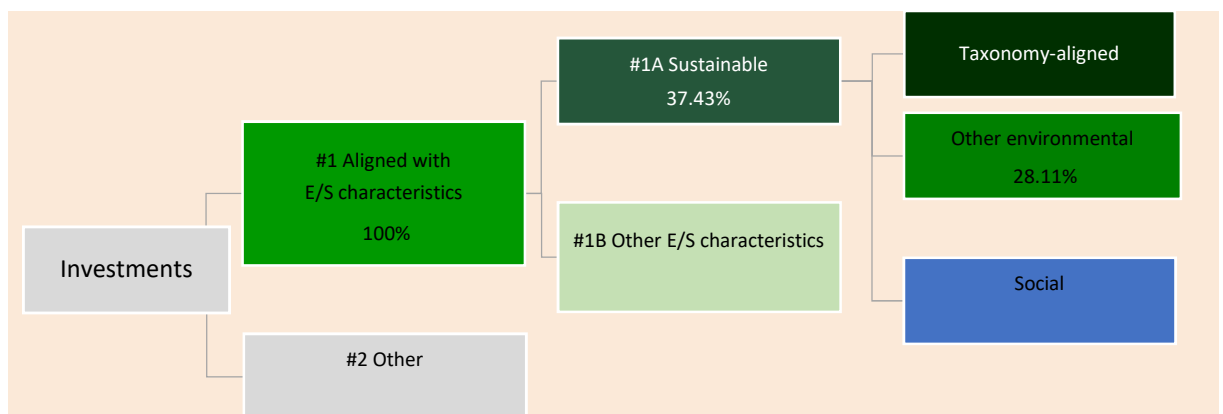 Investments
#1 Aligned with
E/S characteristics
100%
#2 Other
#1A Sustainable
37.43%
#1B Other E/S characteristics
Taxonomy-aligned
Other environmental
28.11%
Social